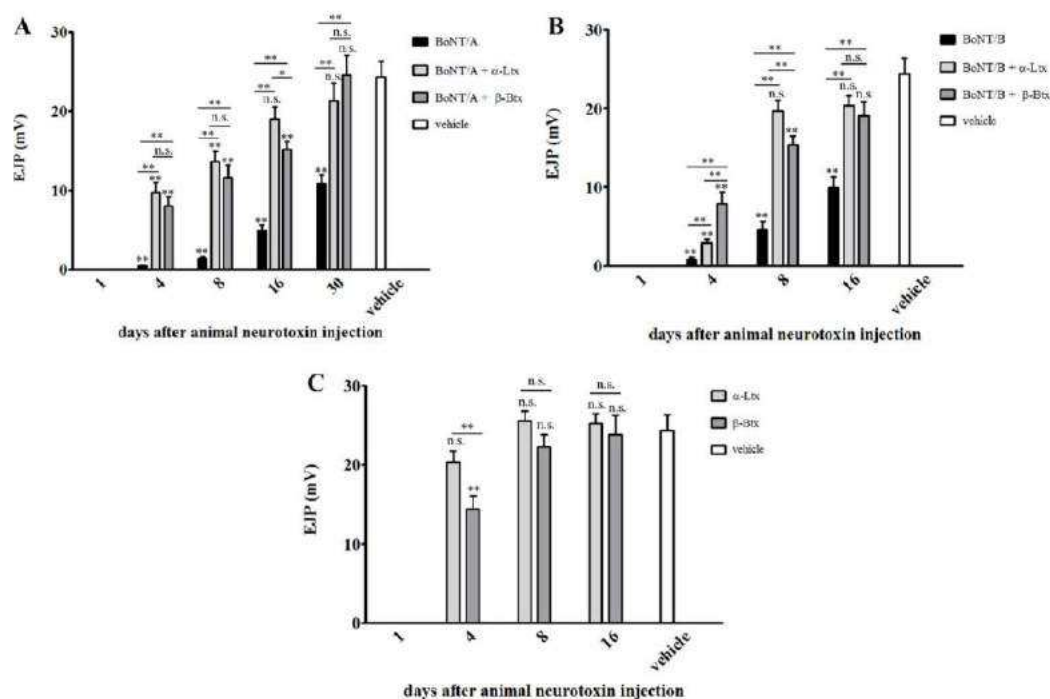 A
30
20
10
0
EJP (mV)
**
**
**
**
**
n.s.
**
**
**
**
**
n.s.
**
**
**
**
n.s.
*
**
**
**
**
n.s.
n.s.
n.s.
**
1
4
8
16
30
vehicle
days after animal neurotoxin injection
BoNT/A
BoNT/A + α-Ltx
BoNT/A + β-Btx
vehicle
B
30
20
10
0
EJP (mV)
**
**
**
**
**
**
**
**
**
n.s.
**
**
**
**
**
n.s.
n.s.
n.s.
**
1
4
8
16
vehicle
days after animal neurotoxin injection
BoNT/B
BoNT/B + α-Ltx
BoNT/B + β-Btx
vehicle
C
30
20
10
0
EJP (mV)
**
n.s.
**
n.s.
n.s.
n.s.
n.s.
n.s. n.s.
1
4
8
16
vehicle
days after animal neurotoxin injection
α-Ltx
β-Btx
vehicle